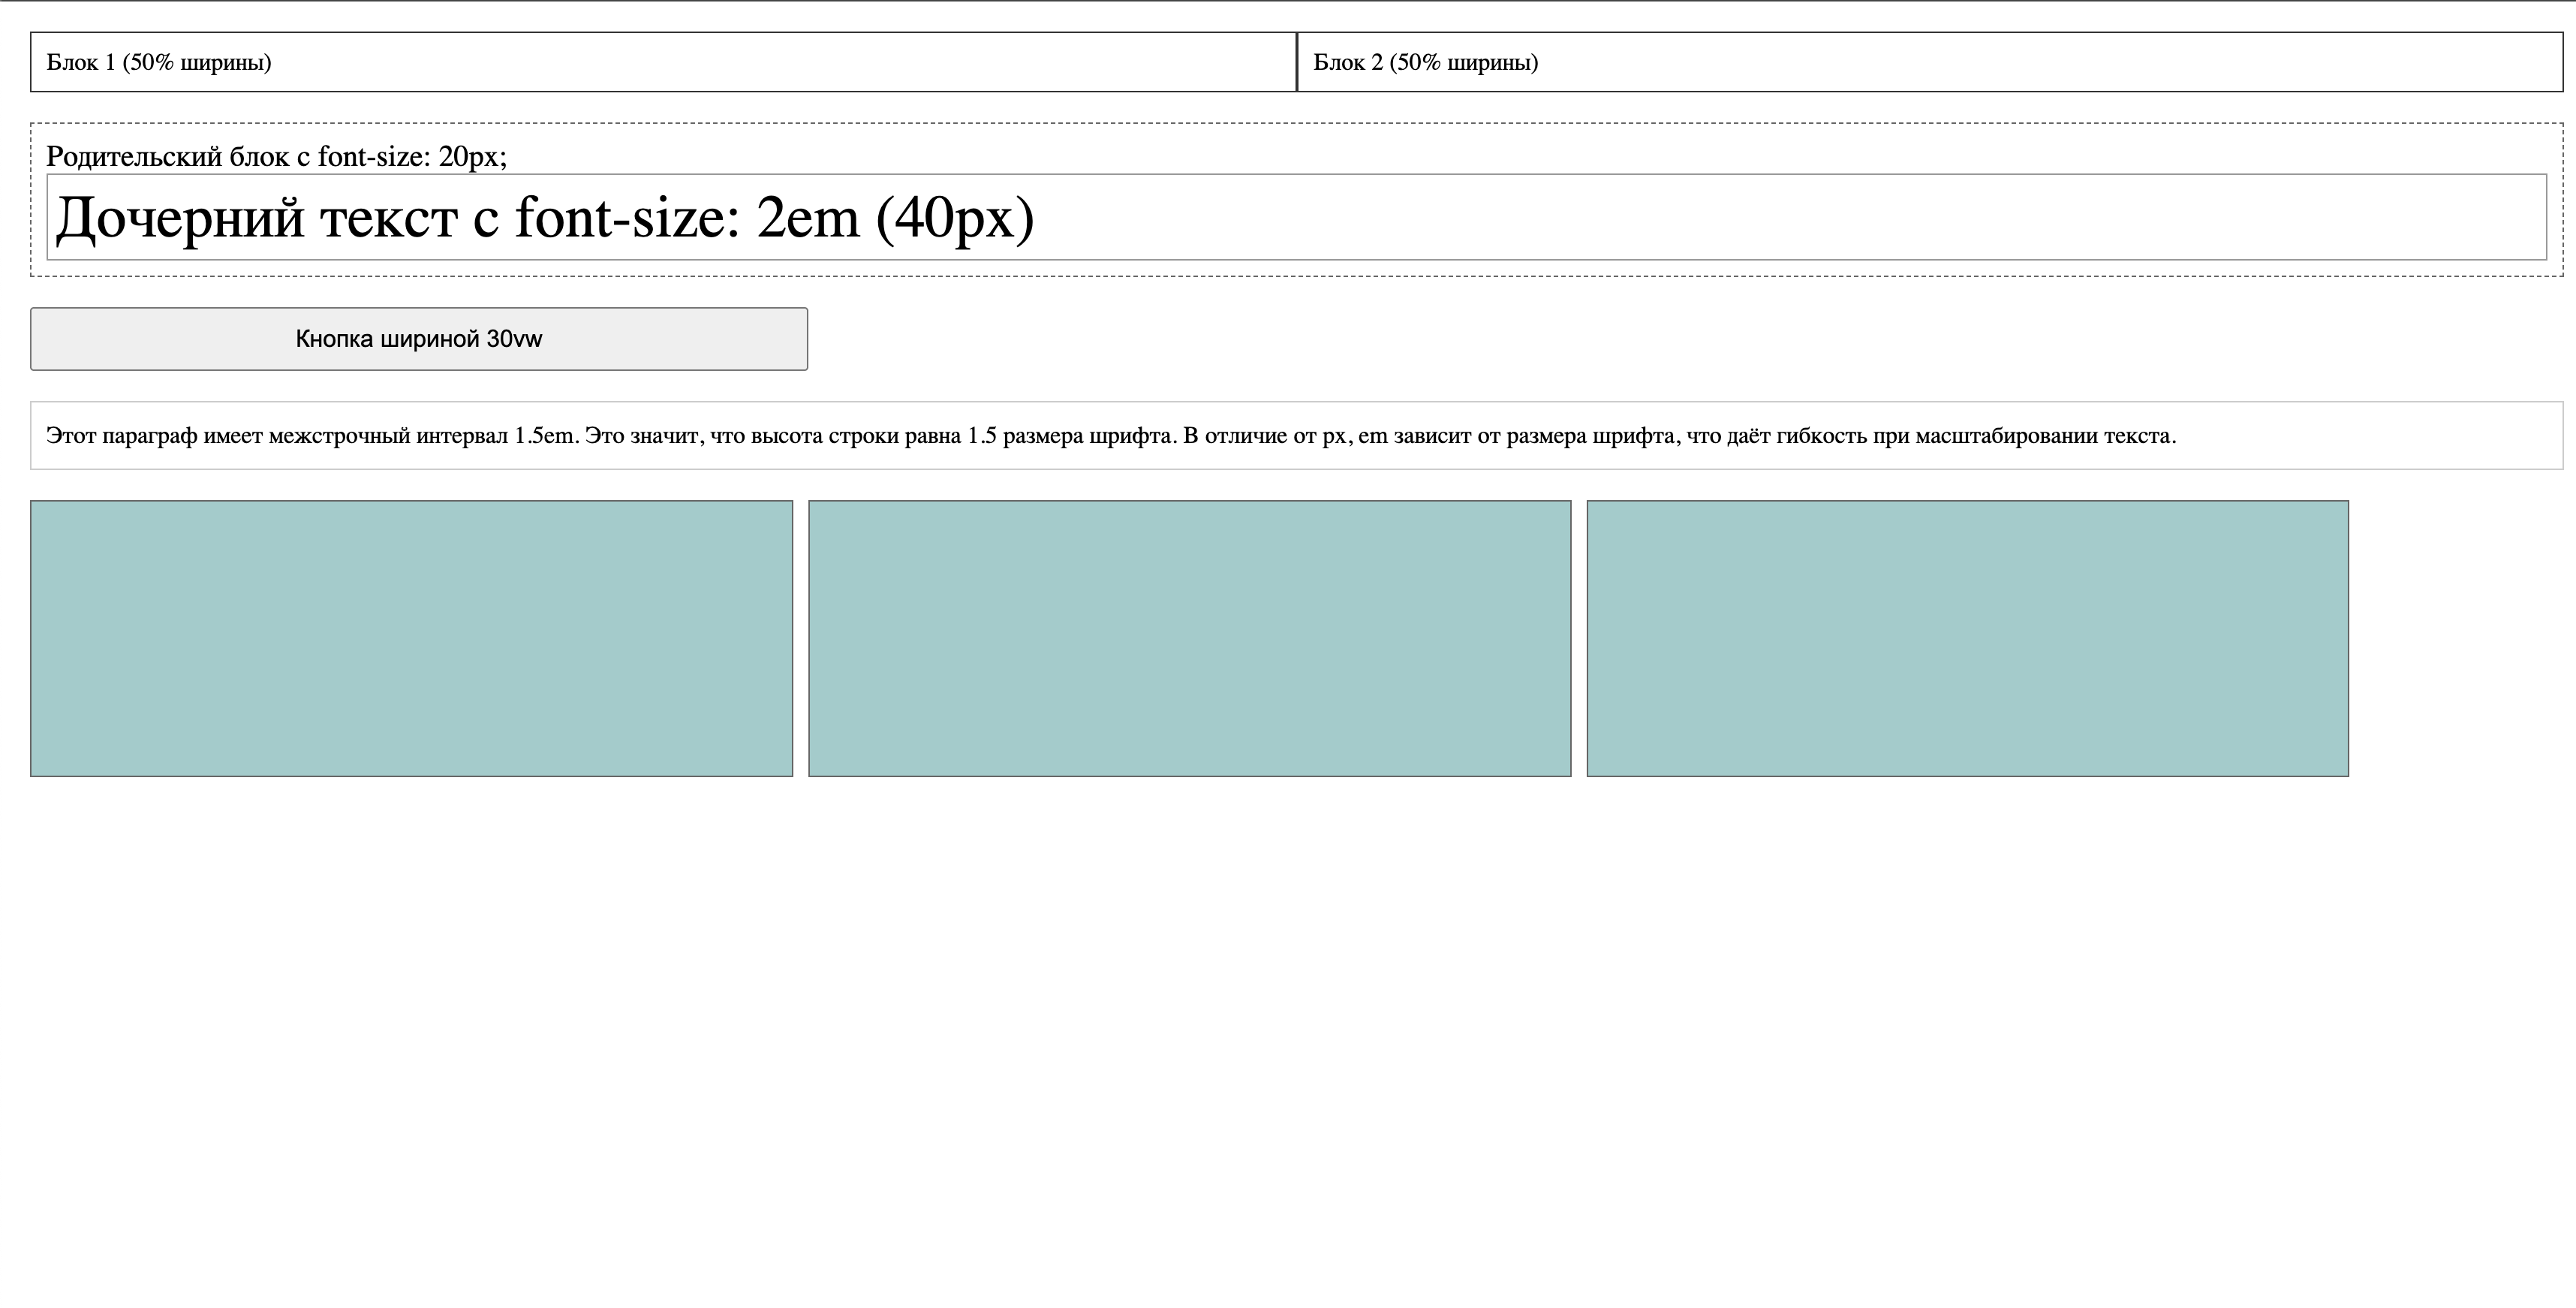 Блок 1 (50% ширины)
Блок 2 (50% ширины)
Родительский блок с font-size: 20px;
Дочерний текст с font-size: 2em (40px)
Кнопка шириной 30vw
Этот параграф имеет межстрочный интервал 1.5em. Это значит, что высота строки равна 1.5 размера шрифта. В отличие от px, em зависит от размера шрифта, что даёт гибкость при масштабировании текста.